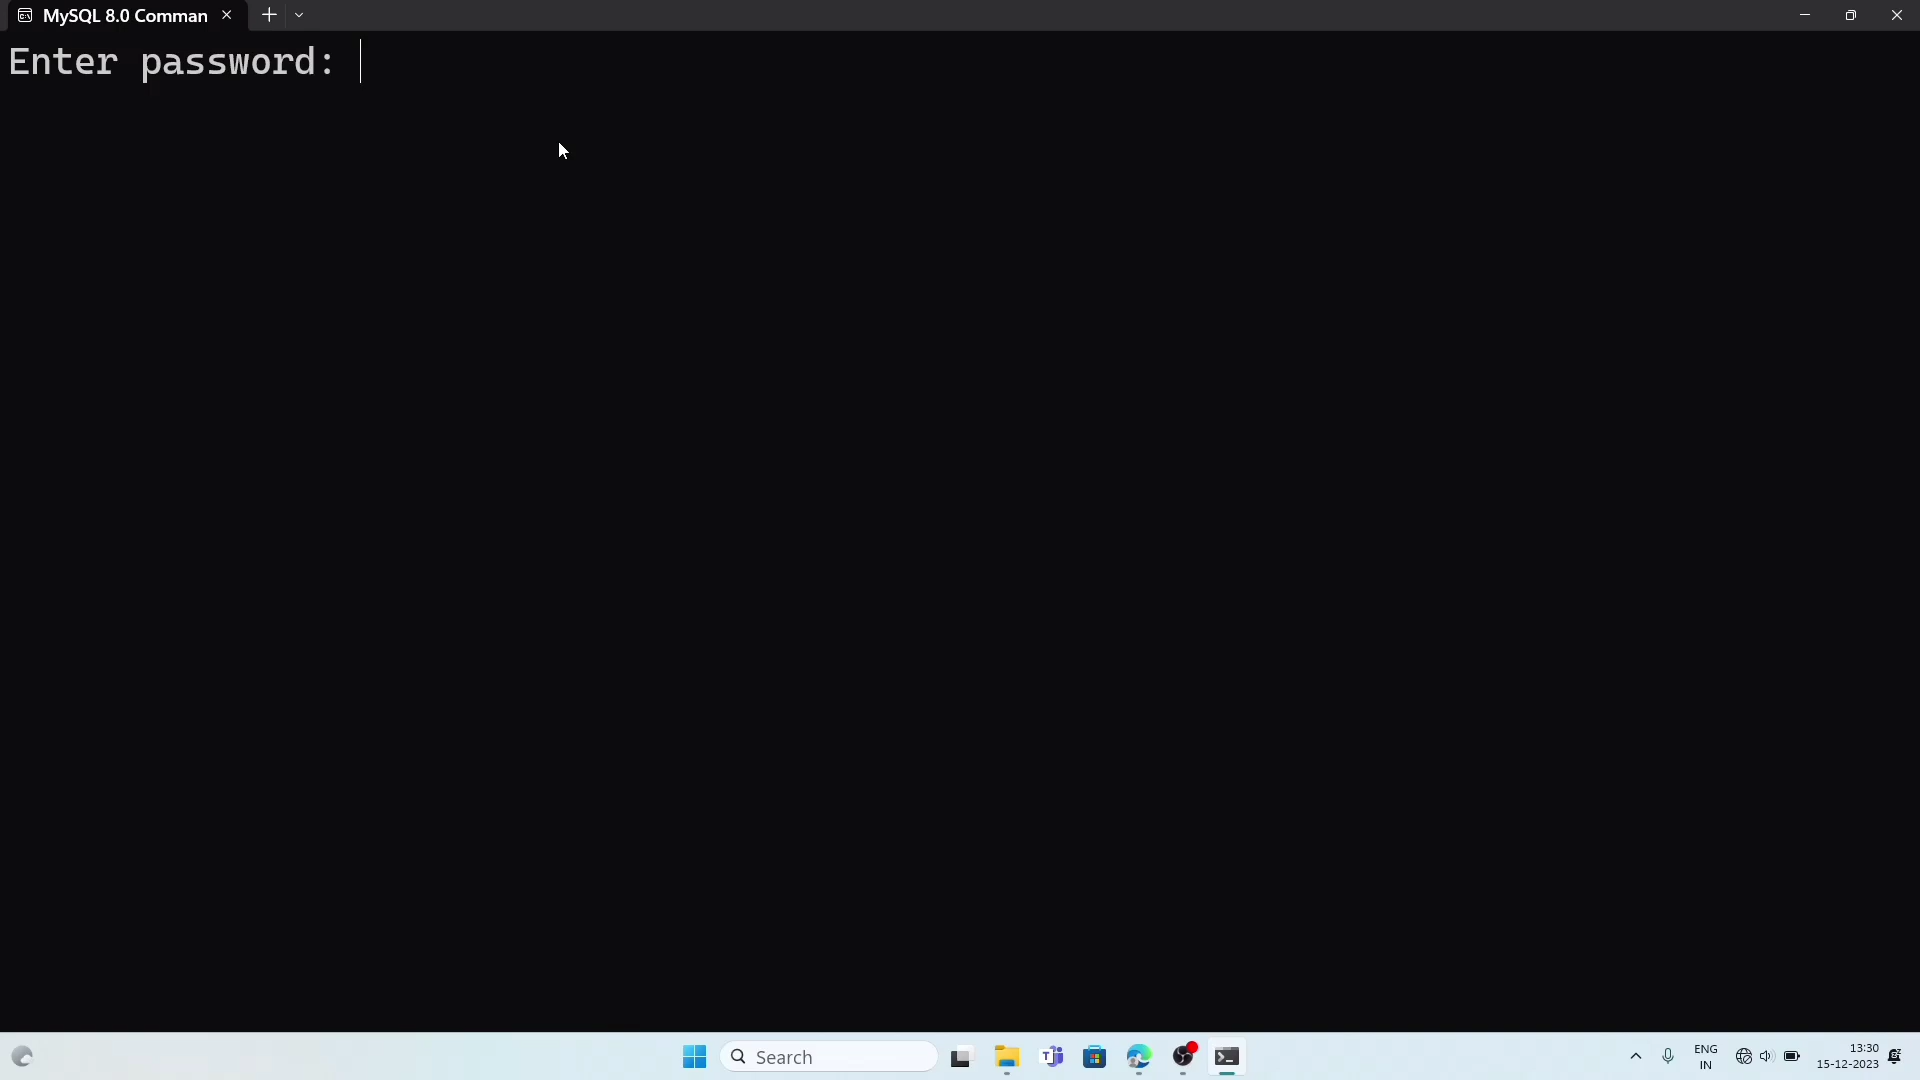 MySQL 8.0 Comman
Enter password:
Search
ENG
IN
13:30
15-12-2023